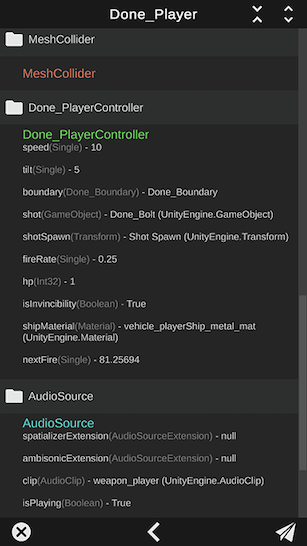 Done_Player
MeshCollider
MeshCollider
Done_PlayerController
Done_PlayerController
speed(Single) - 10
tilt(Single) - 5
boundary(Done_Boundary) - Done_Boundary
shot(GameObject) - Done_Bolt (UnityEngine.GameObject)
shotSpawn(Transform) - Shot Spawn (UnityEngine.Transform)
fireRate(Single) - 0.25
hp(Int32) - 1
isInvincibility(Boolean) - True
shipMaterial(Material) - vehicle_playerShip_metal_mat
(UnityEngine.Material)
nextFire(Single) - 81.25694
AudioSource
AudioSource
spatializerExtension(AudioSourceExtension) - null
ambisonicExtension(AudioSourceExtension) - null
clip(AudioClip) - weapon_player (UnityEngine.AudioClip)
isPlaying(Boolean) - True